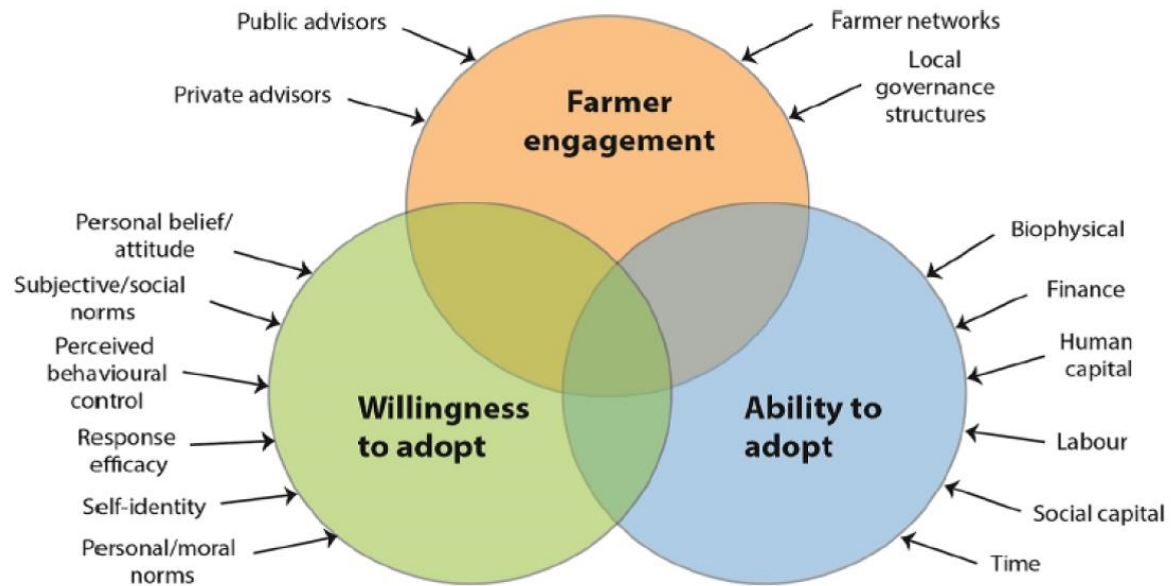 Public advisors
Private advisors
Farmer networks
Local
governance
structures
Farmer
engagement
Personal belief/
attitude
Subjective/social
norms
Perceived
behavioural
control
Response
efficacy
Self-identity
Personal/moral
norms
Willingness
to adopt
Ability to
adopt
Biophysical
Finance
Human
capital
Labour
Social capital
Time